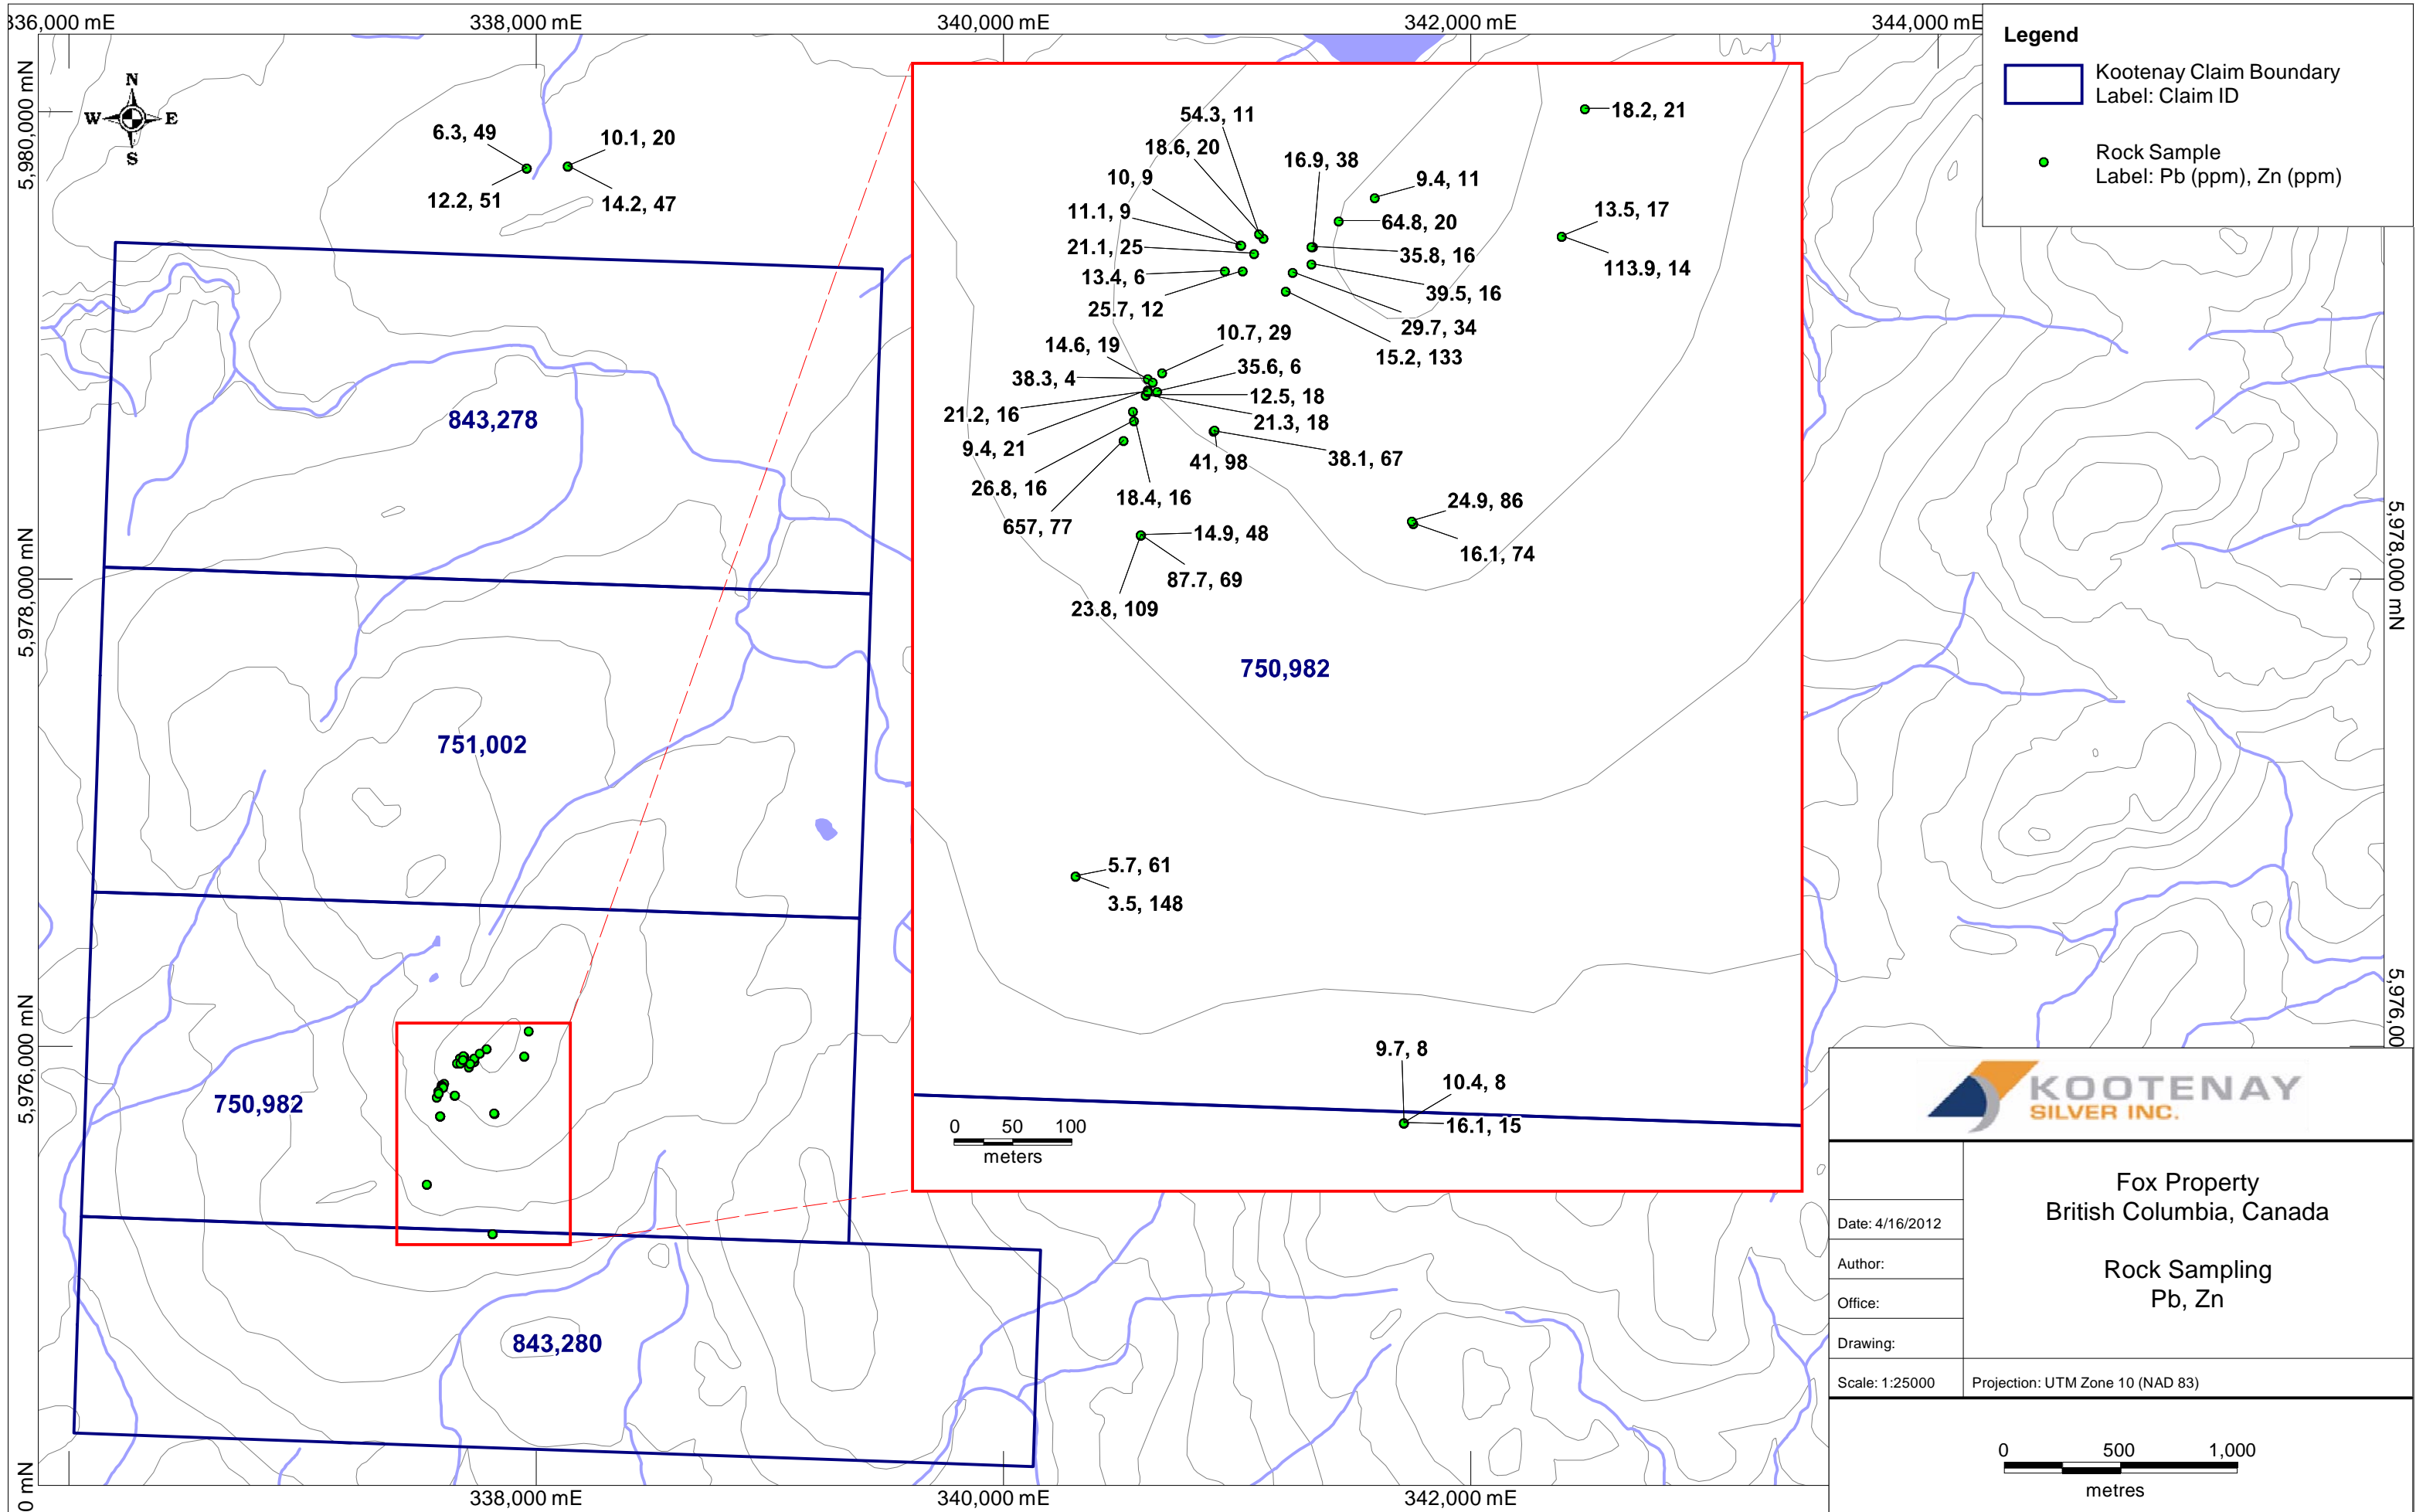 336,000 mE
338,000 mE
340,000 mE
342,000 mE
344,000 mE
5,980,000 mN
5,978,000 mN
5,976,000 mN
0 mN
N
W
E
S
6.3, 49
10.1, 20
12.2, 51
14.2, 47
843,278
751,002
750,982
843,280
54.3, 11
18.2, 21
18.6, 20
16.9, 38
10, 9
9.4, 11
11.1, 9
64.8, 20
13.5, 17
21.1, 25
35.8, 16
13.4, 6
113.9, 14
39.5, 16
25.7, 12
29.7, 34
10.7, 29
14.6, 19
15.2, 133
38.3, 4
35.6, 6
12.5, 18
21.2, 16
21.3, 18
9.4, 21
41, 98
38.1, 67
26.8, 16
18.4, 16
657, 77
24.9, 86
14.9, 48
16.1, 74
87.7, 69
23.8, 109
750,982
5.7, 61
3.5, 148
9.7, 8
10.4, 8
16.1, 15
0 50 100
meters
Legend
Kootenay Claim Boundary
Label: Claim ID
Rock Sample
Label: Pb (ppm), Zn (ppm)
5,978,000 mN
5,976,00
KOOTENAY
SILVER INC.
Fox Property
British Columbia, Canada
Rock Sampling
Pb, Zn
Date: 4/16/2012
Author:
Office:
Drawing:
Scale: 1:25000
Projection: UTM Zone 10 (NAD 83)
0 500 1,000
metres
338,000 mE
340,000 mE
342,000 mE